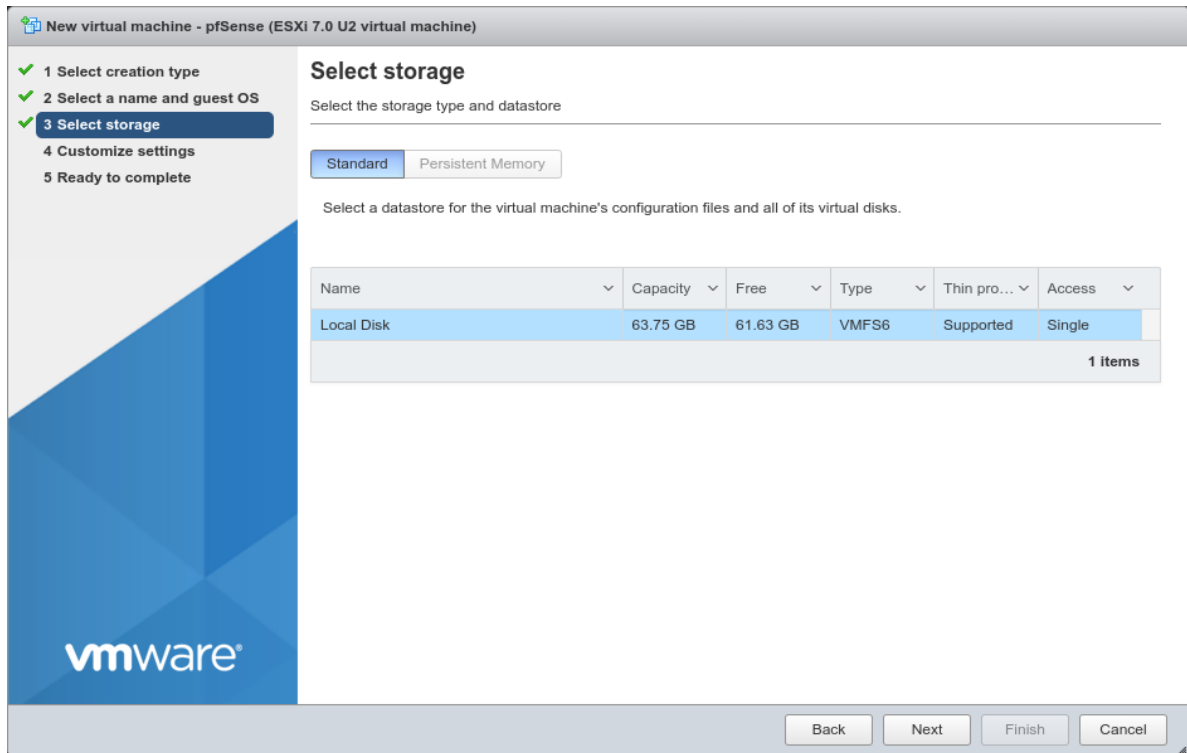 New virtual machine - pfSense (ESXi 7.0 U2 virtual machine)
1 Select creation type
2 Select a name and guest OS
3 Select storage
4 Customize settings
5 Ready to complete
Select storage
Select the storage type and datastore
Standard Persistent Memory
Select a datastore for the virtual machine's configuration files and all of its virtual disks.
Name Capacity Free Type Thin pro... Access
Local Disk 63.75 GB 61.63 GB VMFS6 Supported Single
1 items
vmware®
Back Next Finish Cancel